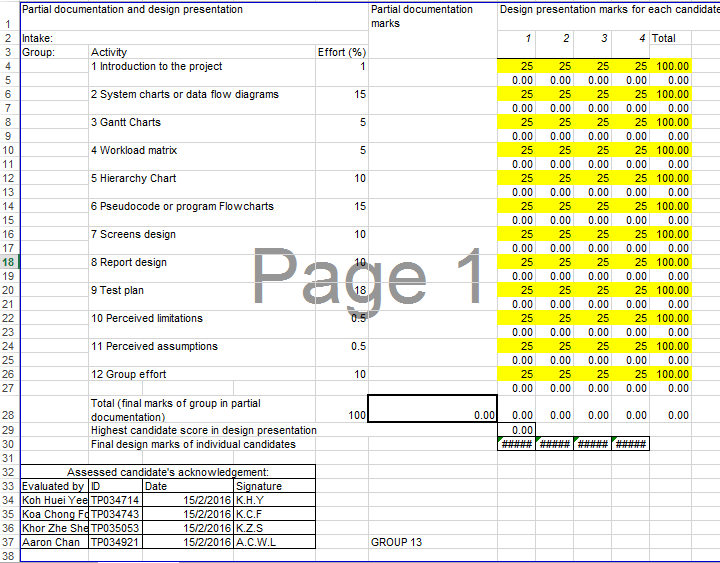 Partial documentation and design presentation Partial documentation Design presentation marks for each candidate
1 marks
2 Intake: 1 2 3 4 Total
3 Group: Activity Effort (%)
4 1 Introduction to the project 1 25 25 25 25 100.00
5 0.00 0.00 0.00 0.00 0.00
6 2 System charts or data flow diagrams 15 25 25 25 25 100.00
7 0.00 0.00 0.00 0.00 0.00
8 3 Gantt Charts 5 25 25 25 25 100.00
9 0.00 0.00 0.00 0.00 0.00
10 4 Workload matrix 5 25 25 25 25 100.00
11 0.00 0.00 0.00 0.00 0.00
12 5 Hierarchy Chart 10 25 25 25 25 100.00
13 0.00 0.00 0.00 0.00 0.00
14 6 Pseudocode or program Flowcharts 15 25 25 25 25 100.00
15 0.00 0.00 0.00 0.00 0.00
16 7 Screens design 10 25 25 25 25 100.00
17 0.00 0.00 0.00 0.00 0.00
18 8 Report design 10 25 25 25 25 100.00
Page 1
19 0.00 0.00 0.00 0.00 0.00
20 9 Test plan 18 25 25 25 25 100.00
21 0.00 0.00 0.00 0.00 0.00
22 10 Perceived limitations 0.5 25 25 25 25 100.00
23 0.00 0.00 0.00 0.00 0.00
24 11 Perceived assumptions 0.5 25 25 25 25 100.00
25 0.00 0.00 0.00 0.00 0.00
26 12 Group effort 10 25 25 25 25 100.00
27 0.00 0.00 0.00 0.00 0.00
Total (final marks of group in partial
28 documentation) 100 0.00 0.00 0.00 0.00 0.00 0.00
29 Highest candidate score in design presentation 0.00
30 Final design marks of individual candidates ##### ##### ##### #####
31
32 Assessed candidate's acknowledgement:
33 Evaluated by ID Date Signature
34 Koh Huei Yee TP034714 15/2/2016 K.H.Y
35 Koa Chong Fo TP034743 15/2/2016 K.C.F
36 Khor Zhe She TP035053 15/2/2016 K.Z.S
37 Aaron Chan TP034921 15/2/2016 A.C.W.L GROUP 13
38